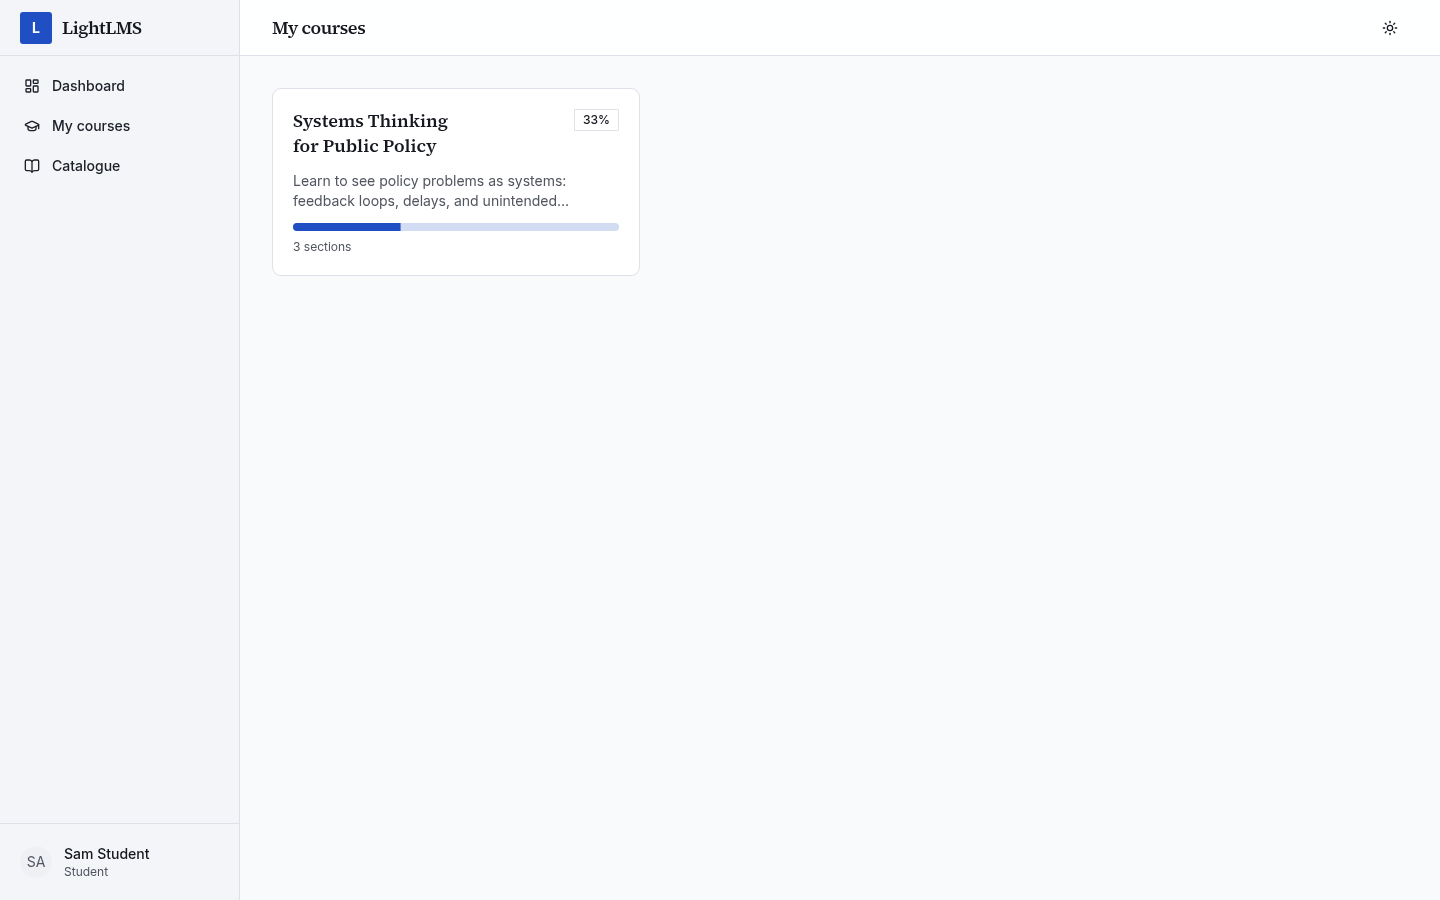 L LightLMS
My courses
Dashboard
My courses
Catalogue
Systems Thinking
for Public Policy
33%
Learn to see policy problems as systems:
feedback loops, delays, and unintended...
3 sections
SA
Sam Student
Student